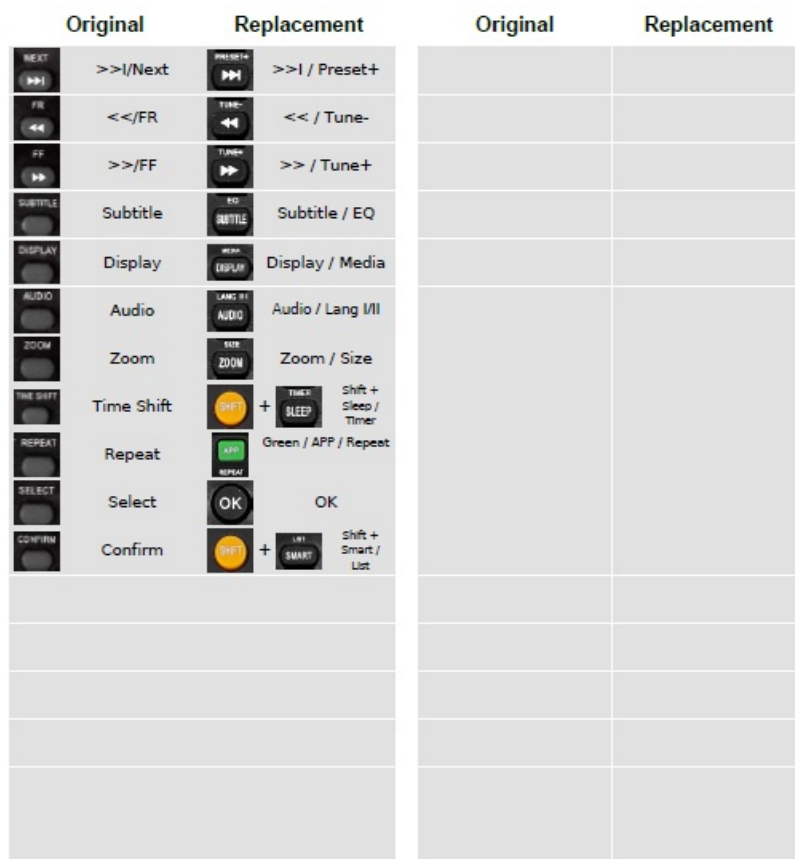 Original Replacement Original Replacement
NEXT >>I/Next PRESET+ >>I / Preset+
FR <</FR TUNE- << / Tune-
FF >>/FF TUNE+ >> / Tune+
SUBTITLE Subtitle EQ SUBTITLE Subtitle / EQ
DISPLAY Display MEDIA DISPLAY Display / Media
AUDIO Audio LANG I/II AUDIO Audio / Lang I/II
ZOOM Zoom SIZE ZOOM Zoom / Size
TIME SHIFT Time Shift SHIFT + TIMER SLEEP Shift + Sleep / Timer
REPEAT Repeat APP REPEAT Green / APP / Repeat
SELECT Select OK OK
CONFIRM Confirm SHIFT + LIST SMART Shift + Smart / List